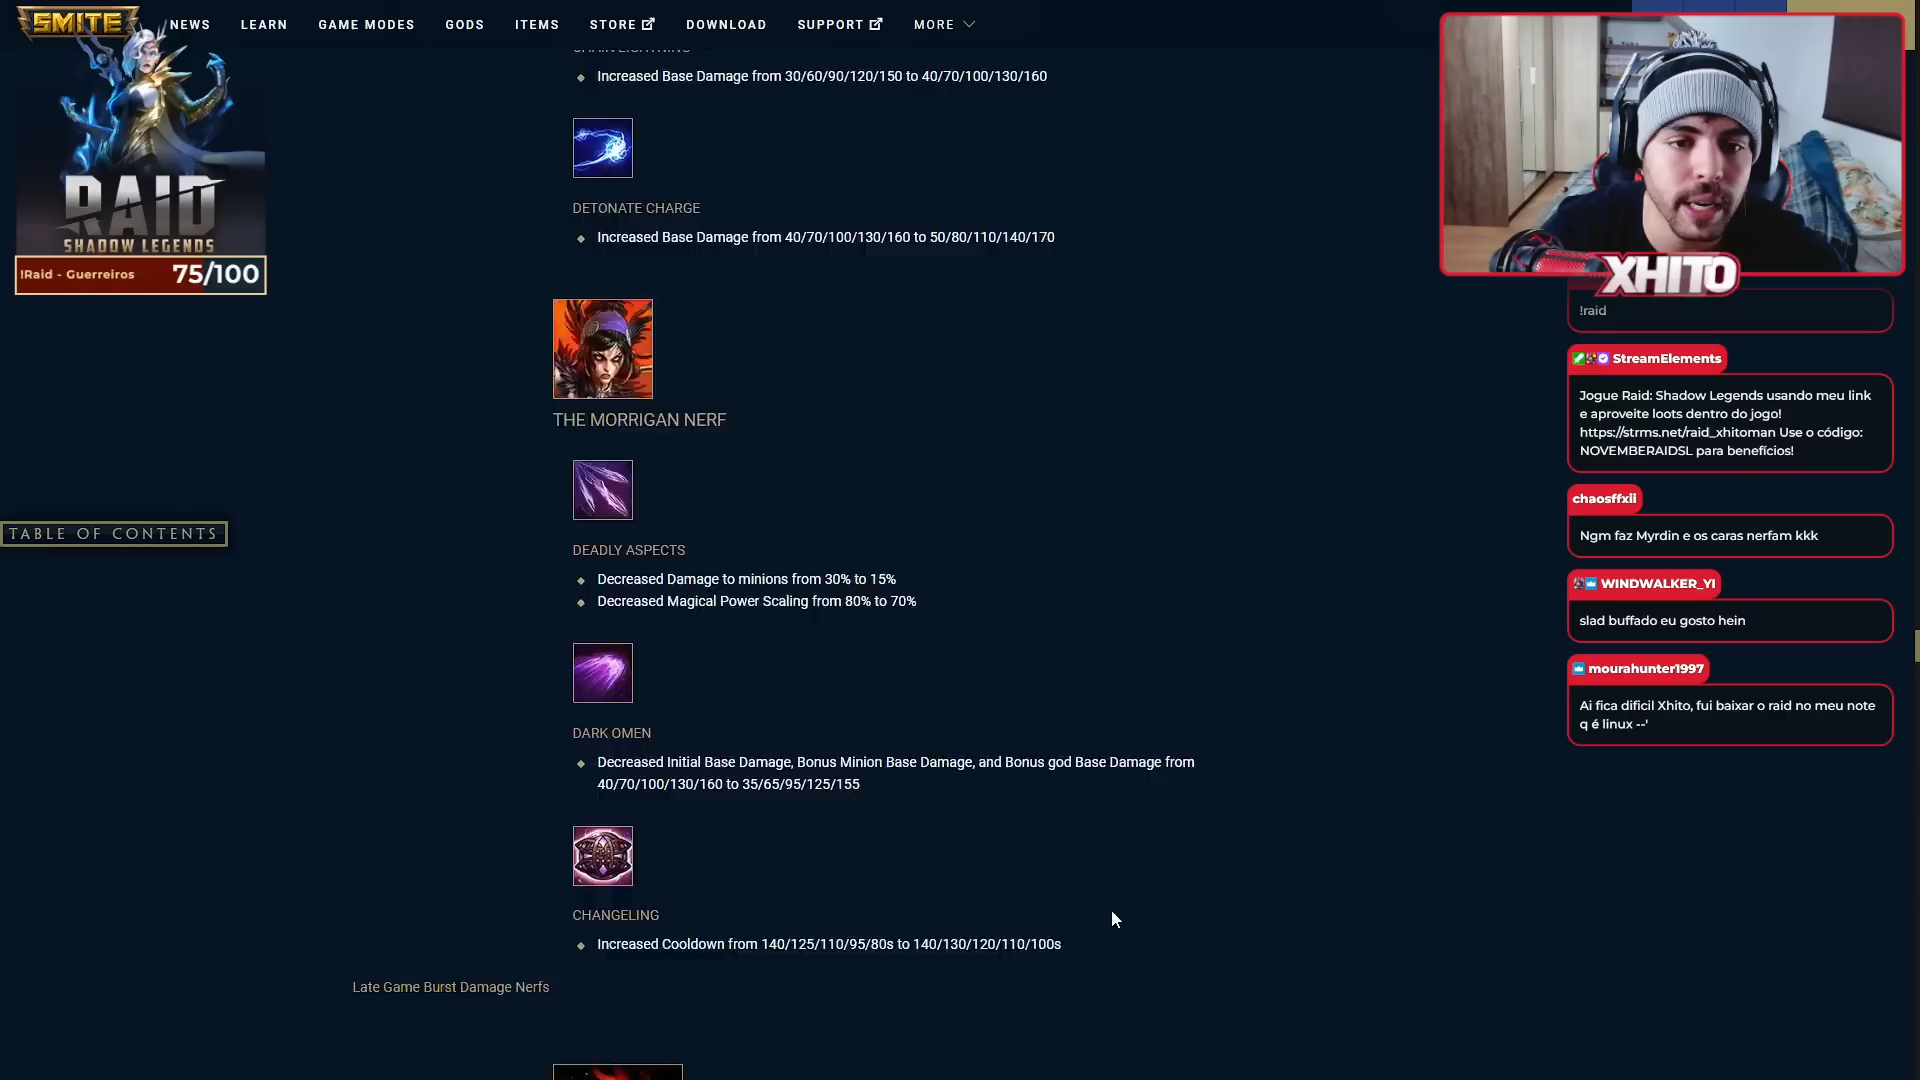 SMITE
NEWS LEARN GAME MODES GODS ITEMS STORE DOWNLOAD SUPPORT MORE
CHAIN LIGHTNING
Increased Base Damage from 30/60/90/120/150 to 40/70/100/130/160
DETONATE CHARGE
Increased Base Damage from 40/70/100/130/160 to 50/80/110/140/170
THE MORRIGAN NERF
DEADLY ASPECTS
Decreased Damage to minions from 30% to 15%
Decreased Magical Power Scaling from 80% to 70%
DARK OMEN
Decreased Initial Base Damage, Bonus Minion Base Damage, and Bonus god Base Damage from
40/70/100/130/160 to 35/65/95/125/155
CHANGELING
Increased Cooldown from 140/125/110/95/80s to 140/130/120/110/100s
Late Game Burst Damage Nerfs
RAID
SHADOW LEGENDS
!Raid - Guerreiros 75/100
TABLE OF CONTENTS
XHITO
!raid
StreamElements
Jogue Raid: Shadow Legends usando meu link
e aproveite loots dentro do jogo!
https://strms.net/raid_xhitoman Use o código:
NOVEMBERAIDSL para benefícios!
chaosffxii
Ngm faz Myrdin e os caras nerfam kkk
WINDWALKER_YI
slad buffado eu gosto hein
mourahunter1997
Ai fica dificil Xhito, fui baixar o raid no meu note
q é linux --'